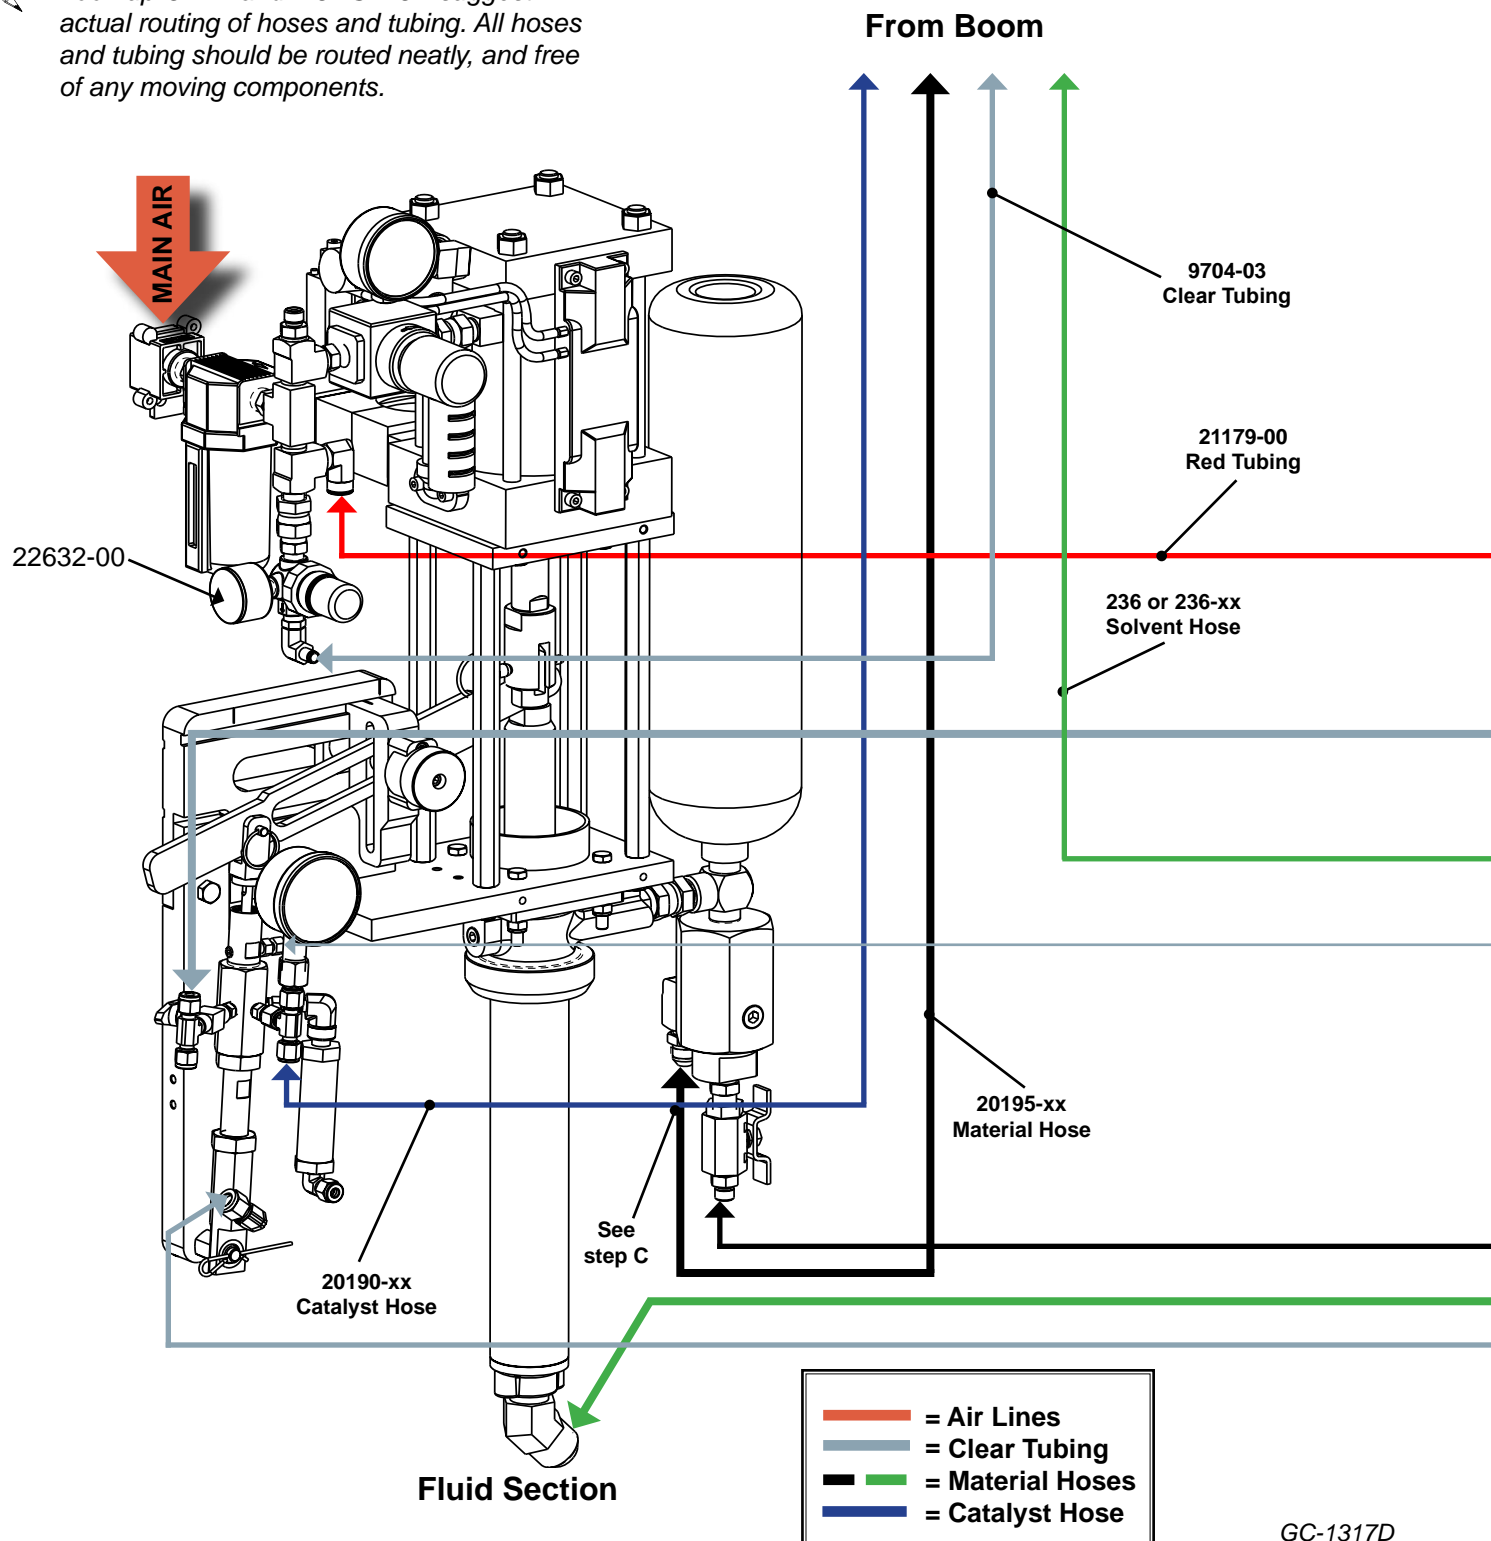 actual routing of hoses and tubing. All hoses
and tubing should be routed neatly, and free
of any moving components.
From Boom
MAIN AIR
9704-03
Clear Tubing
21179-00
Red Tubing
22632-00
236 or 236-xx
Solvent Hose
20195-xx
Material Hose
See
step C
20190-xx
Catalyst Hose
Fluid Section
= Air Lines
= Clear Tubing
= Material Hoses
= Catalyst Hose
GC-1317D